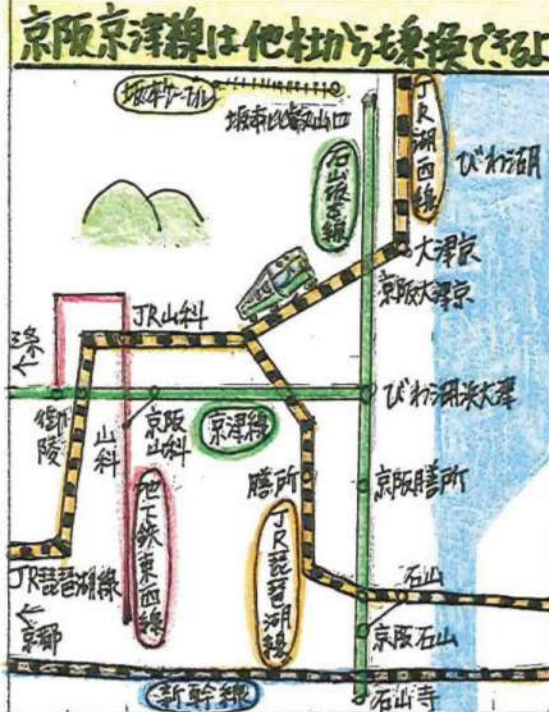 京阪京津線は他社からも乗換できるよ
坂本ケーブル
坂本比叡山口
石山坂本線
JR湖西線
びわ湖
大津京
京阪大津京
JR山科
三条
御陵
山科
京阪山科
京津線
びわ湖浜大津
膳所
京阪膳所
地下鉄東西線
JR琵琶湖線
JR琵琶湖線
京都
石山
京阪石山
新幹線
石山寺